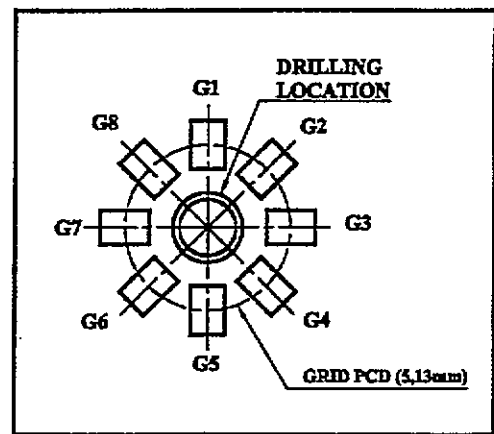 DRILLING
LOCATION
G1
G8
G2
G7
G3
G6
G4
G5
GRID PCD (5,13mm)